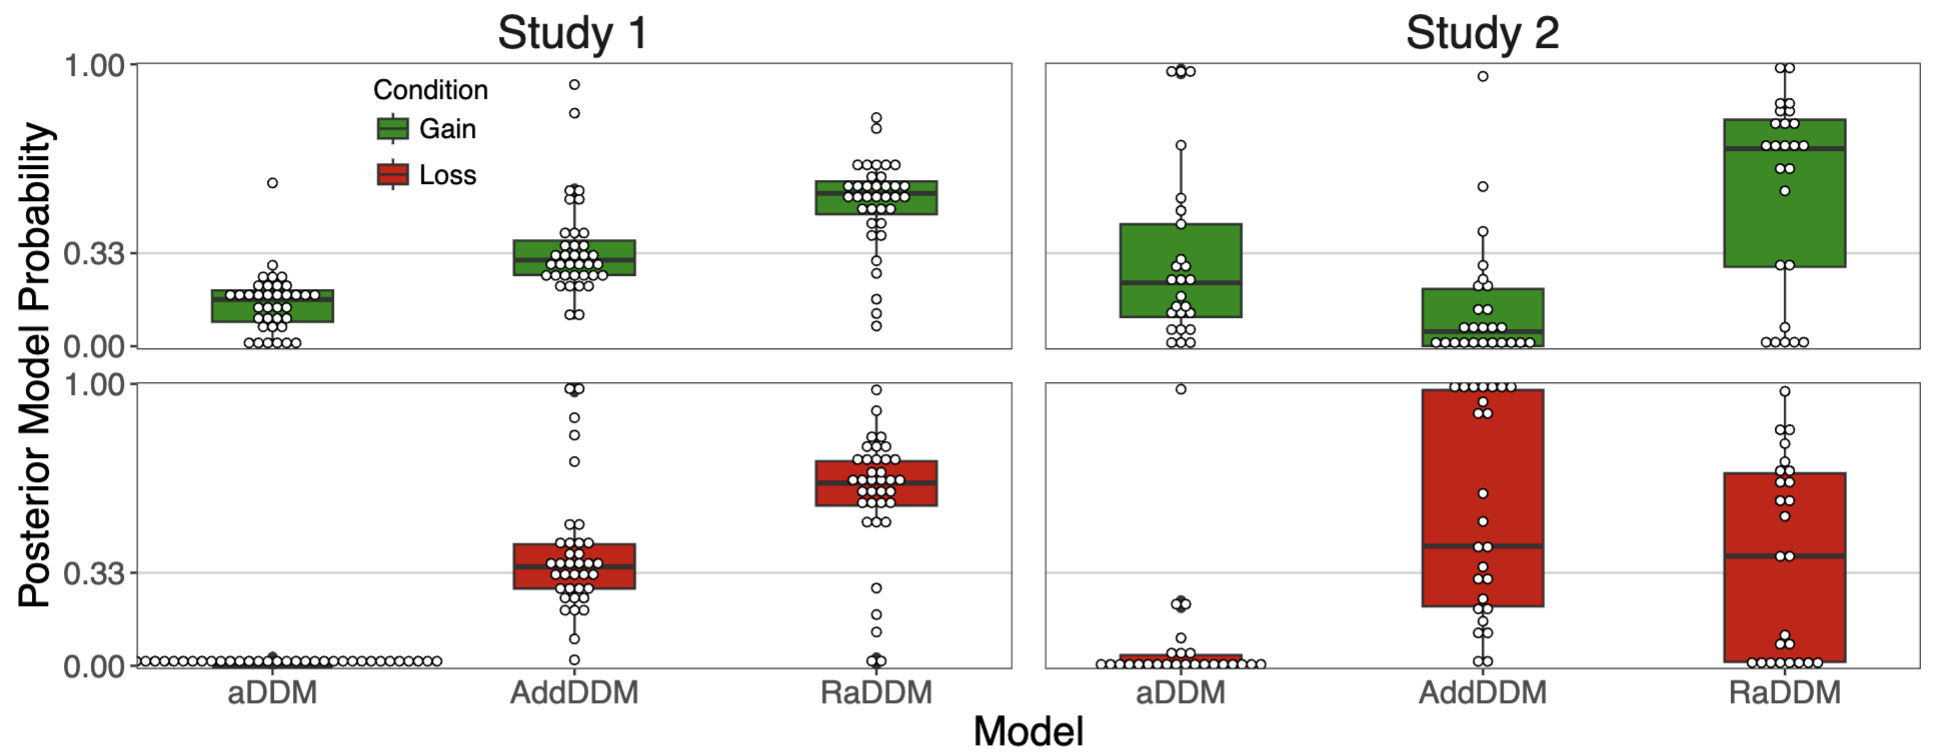 Study 1
Study 2
Posterior Model Probability
1.00
0.33
0.00
Condition
Gain
Loss
1.00
0.33
0.00
aDDM
AddDDM
RaDDM
aDDM
AddDDM
RaDDM
Model